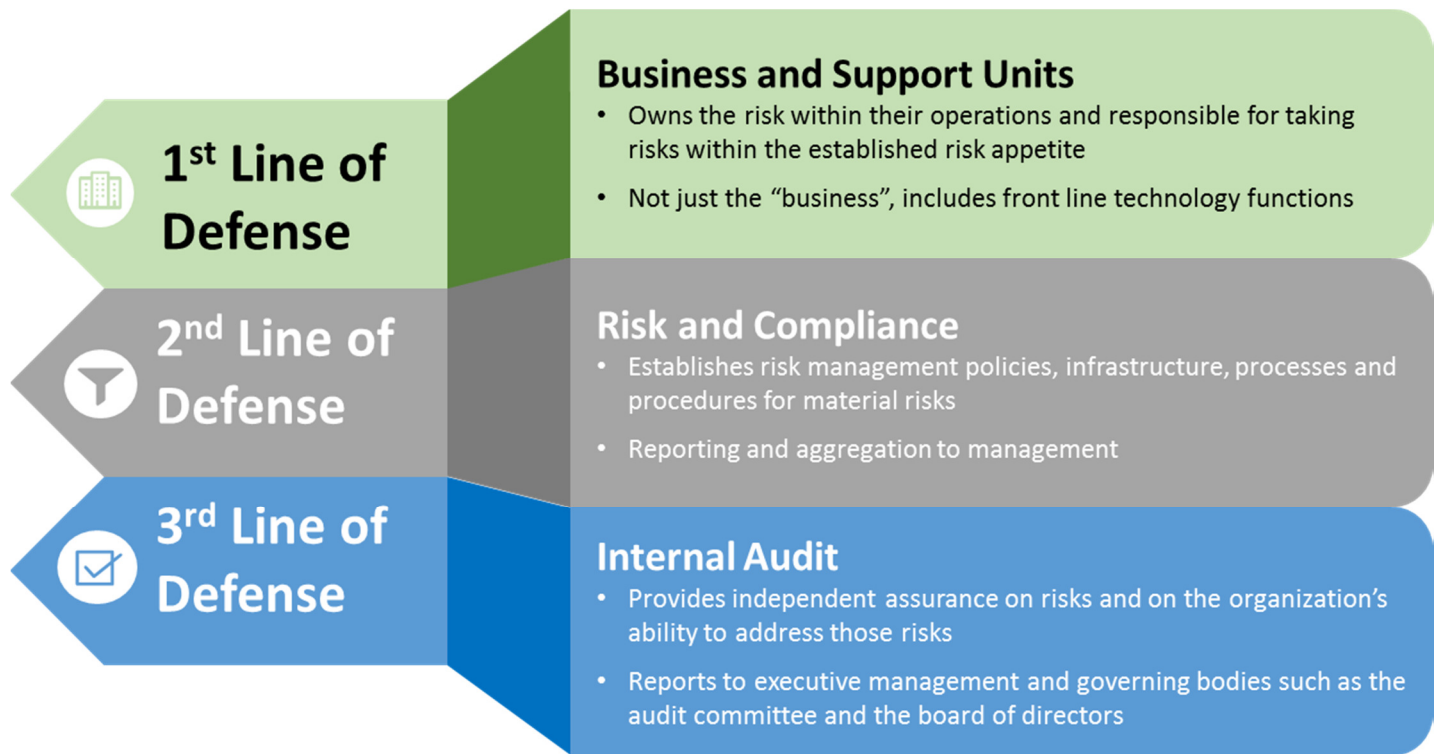 1st Line of
Defense
Business and Support Units
• Owns the risk within their operations and responsible for taking
risks within the established risk appetite
• Not just the “business”, includes front line technology functions
2nd Line of
Defense
Risk and Compliance
• Establishes risk management policies, infrastructure, processes and
procedures for material risks
• Reporting and aggregation to management
3rd Line of
Defense
Internal Audit
• Provides independent assurance on risks and on the organization’s
ability to address those risks
• Reports to executive management and governing bodies such as the
audit committee and the board of directors